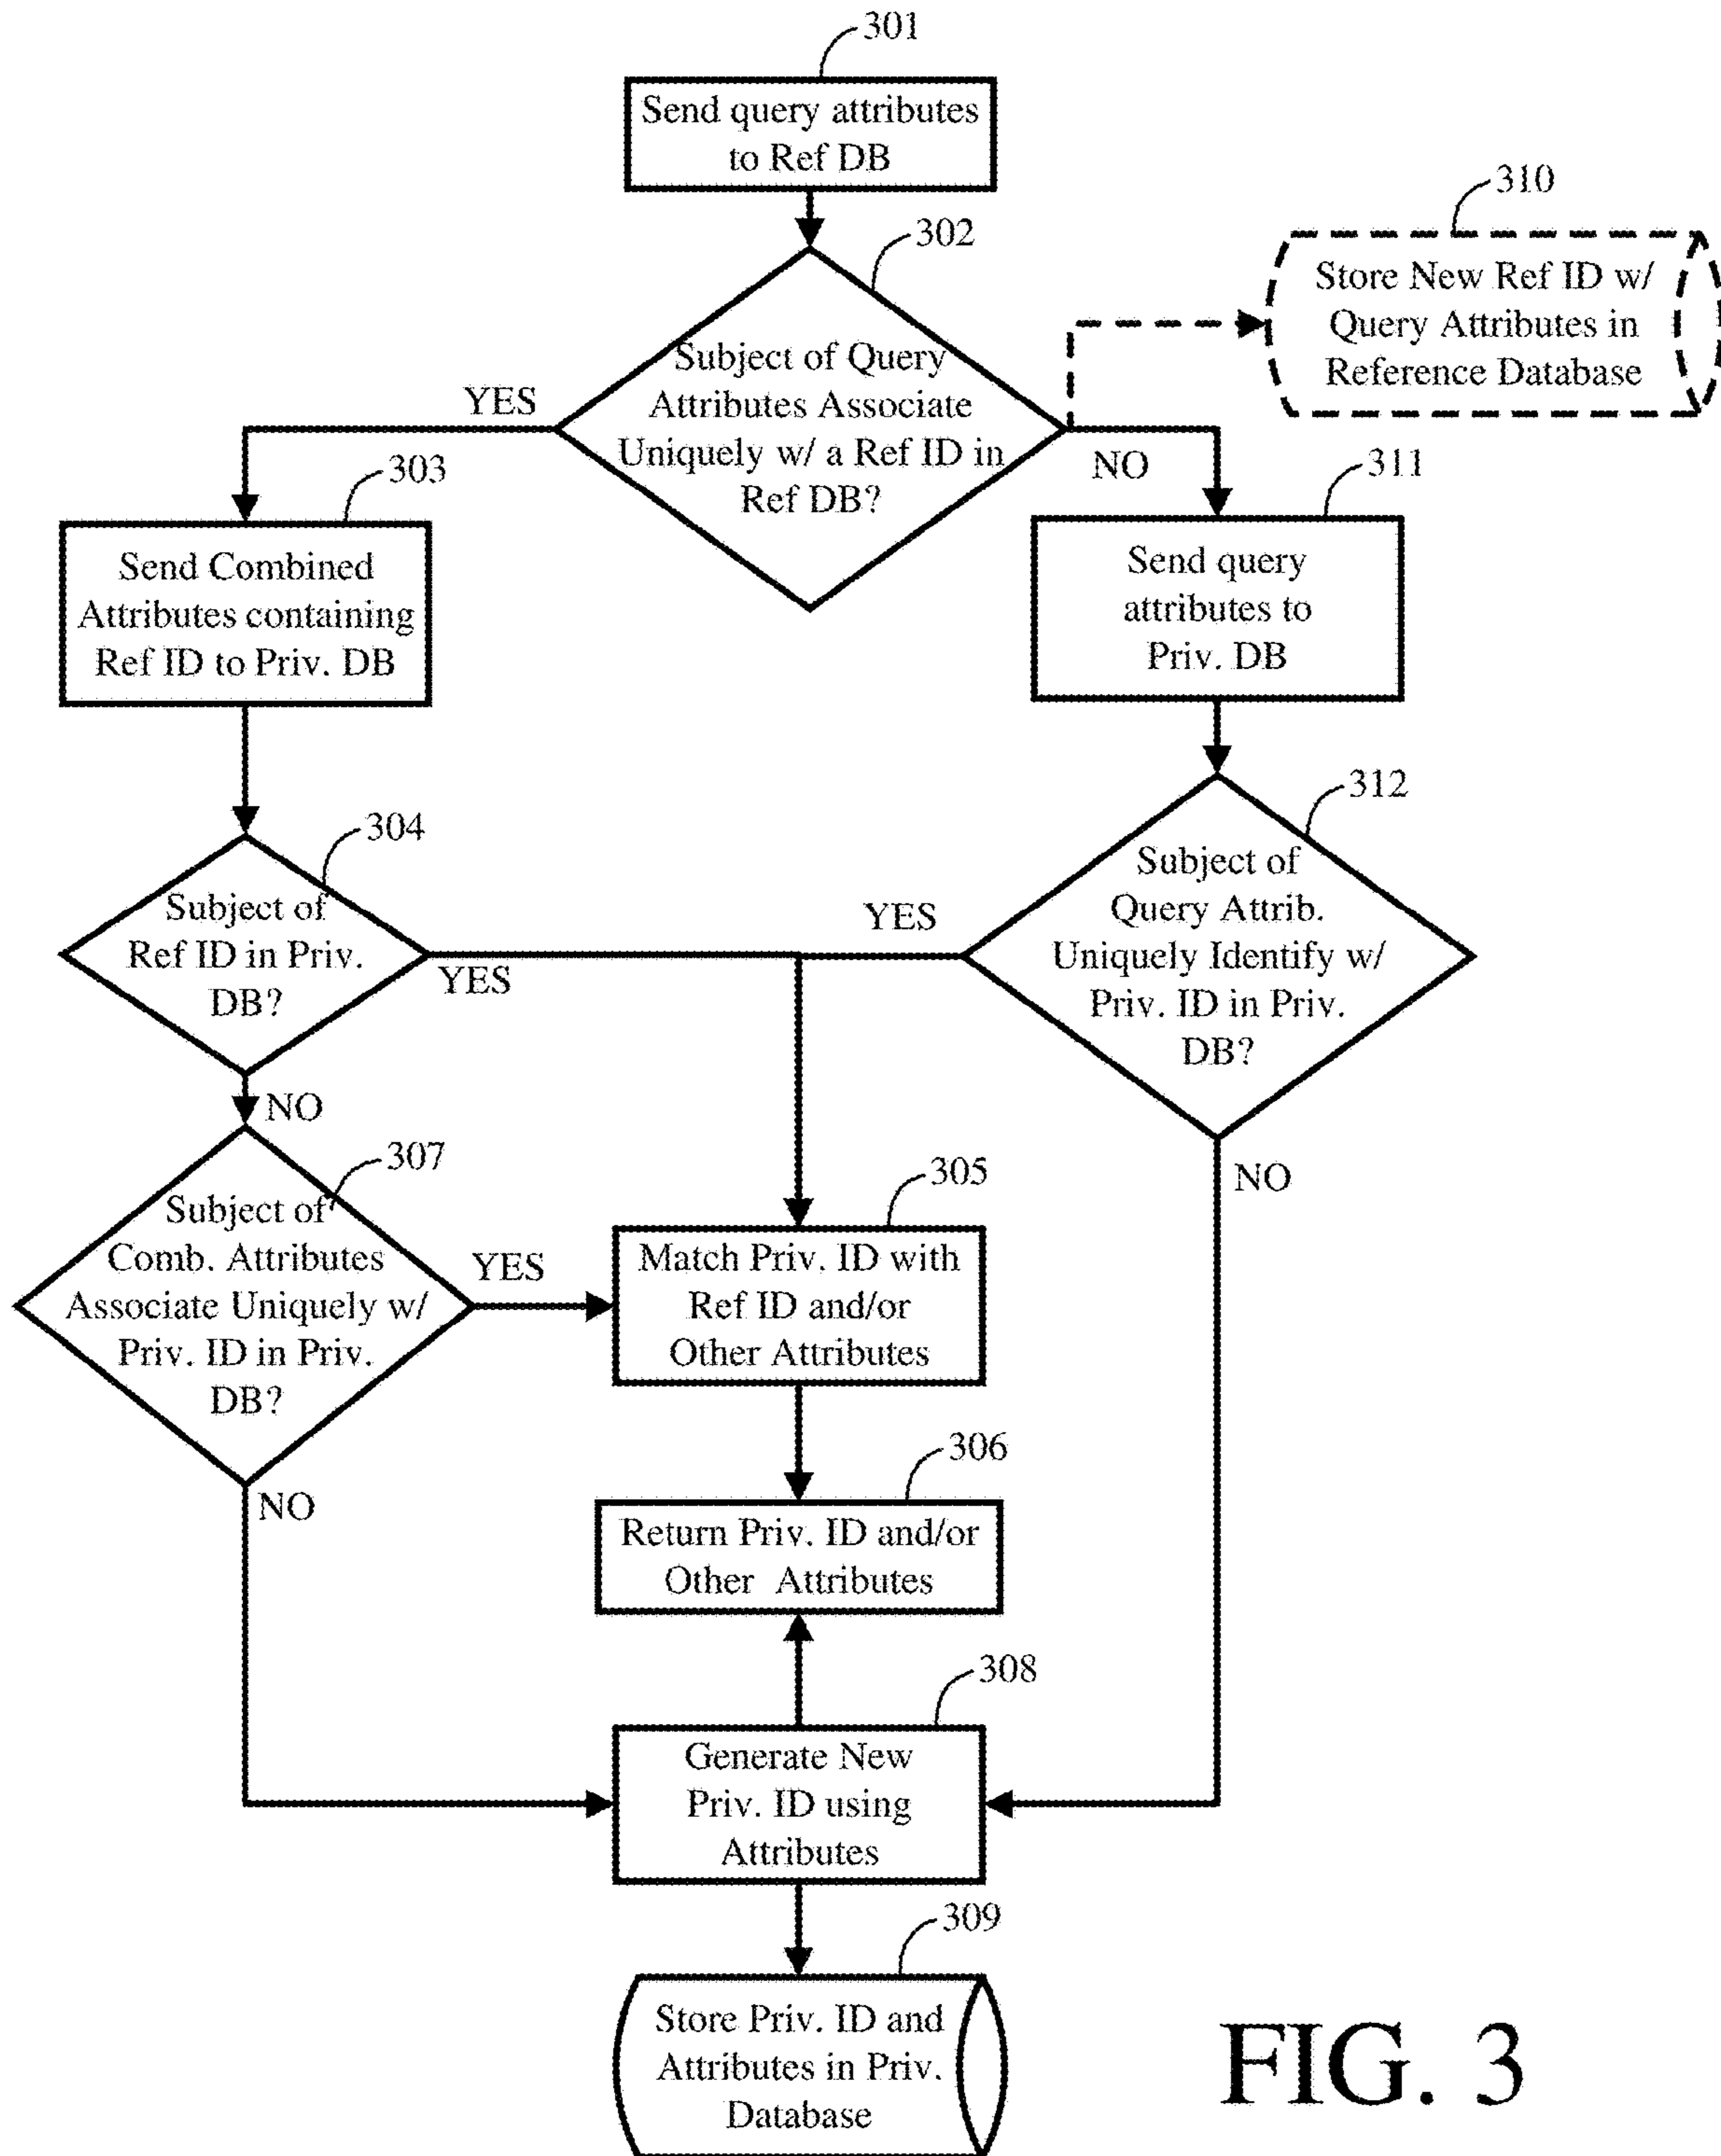 301
Send query attributes
to Ref DB
302
310
Store New Ref ID w/
Query Attributes in
Reference Database
Subject of Query
Attributes Associate
Uniquely w/ a Ref ID in
Ref DB?
YES
NO
303
311
Send Combined
Attributes containing
Ref ID to Priv. DB
Send query
attributes to
Priv. DB
304
312
Subject of
Ref ID in Priv.
DB?
YES
YES
Subject of
Query Attrib.
Uniquely Identify w/
Priv. ID in Priv.
DB?
NO
NO
307
305
Subject of
Comb. Attributes
Associate Uniquely w/
Priv. ID in Priv.
DB?
YES
Match Priv. ID with
Ref ID and/or
Other Attributes
NO
306
Return Priv. ID and/or
Other Attributes
308
Generate New
Priv. ID using
Attributes
309
Store Priv. ID and
Attributes in Priv.
Database
FIG. 3